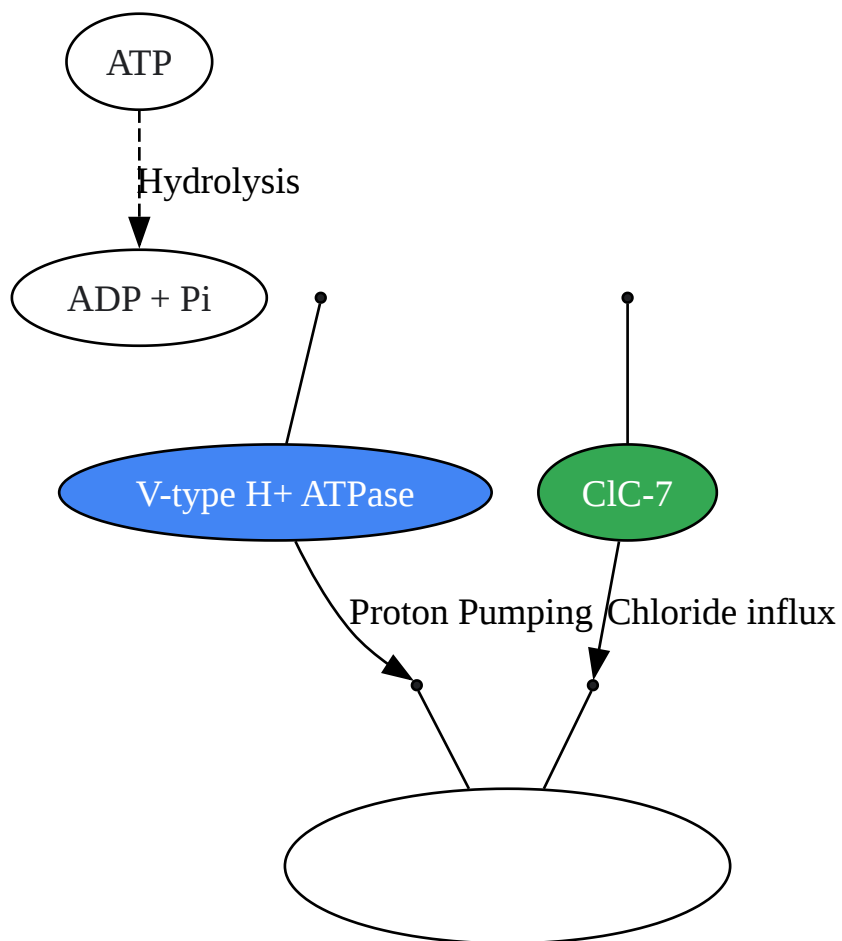 ATP
Hydrolysis
ADP + Pi
V-type H+ ATPase
ClC-7
Proton Pumping
Chloride influx